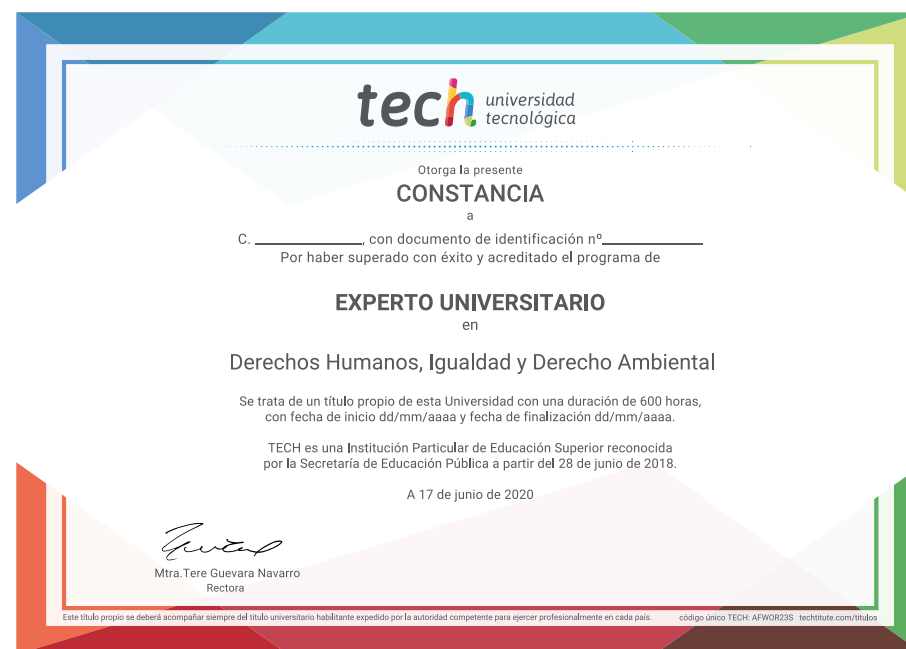 tech universidad
tecnológica
Otorga la presente
CONSTANCIA
a
C. ______________, con documento de identificación nº_____________
Por haber superado con éxito y acreditado el programa de
EXPERTO UNIVERSITARIO
en
Derechos Humanos, Igualdad y Derecho Ambiental
Se trata de un título propio de esta Universidad con una duración de 600 horas,
con fecha de inicio dd/mm/aaaa y fecha de finalización dd/mm/aaaa.
TECH es una Institución Particular de Educación Superior reconocida
por la Secretaría de Educación Pública a partir del 28 de junio de 2018.
A 17 de junio de 2020
Mtra.Tere Guevara Navarro
Rectora
Este título propio se deberá acompañar siempre del título universitario habilitante expedido por la autoridad competente para ejercer profesionalmente en cada país. código único TECH: AFWOR23S techtitute.com/titulos